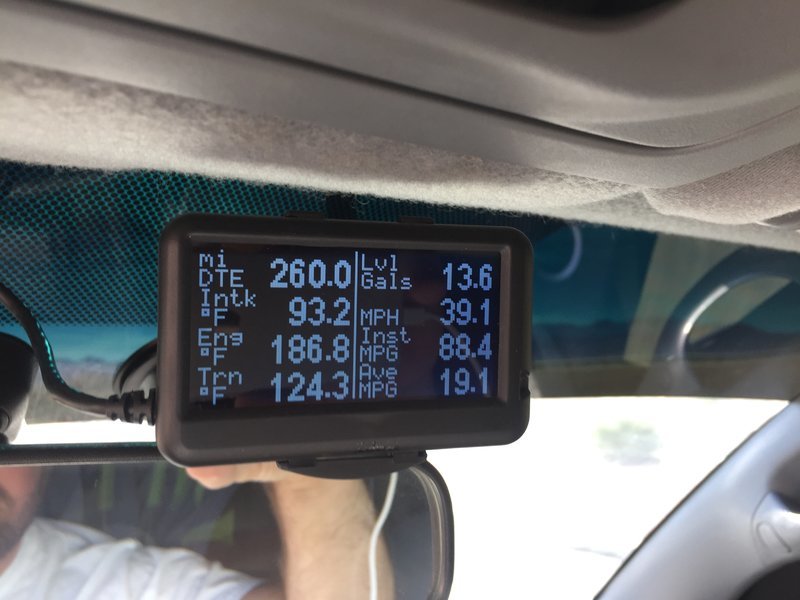 mi DTE 260.0
Intk °F 93.2
Eng °F 186.8
Trn °F 124.3
Lvl Gals 13.6
MPH 39.1
Inst MPG 88.4
Ave MPG 19.1